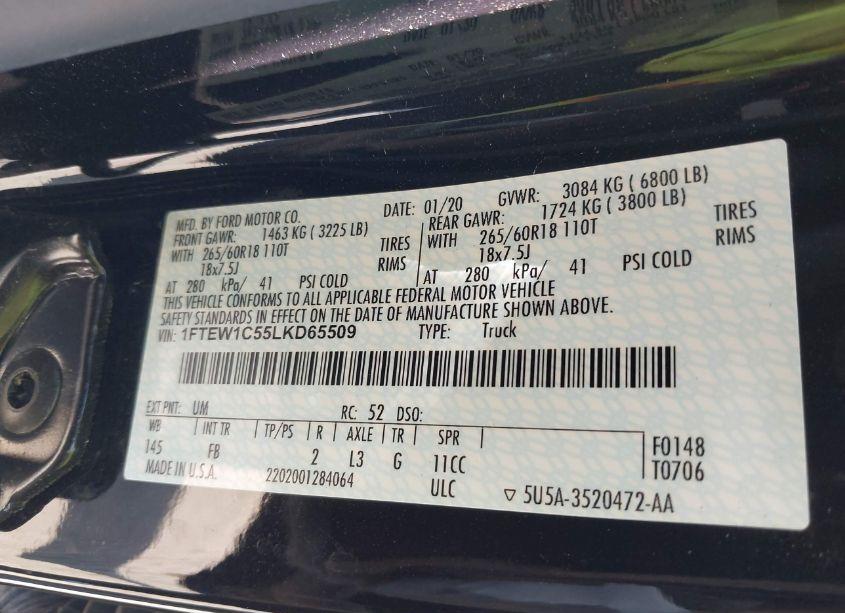 MFD. BY FORD MOTOR CO. DATE: 01/20 GVWR: 3084 KG ( 6800 LB)
FRONT GAWR: 1463 KG ( 3225 LB) REAR GAWR: 1724 KG ( 3800 LB)
WITH 265/60R18 110T TIRES WITH 265/60R18 110T TIRES
18x7.5J RIMS 18x7.5J RIMS
AT 280 kPa/ 41 PSI COLD AT 280 kPa/ 41 PSI COLD
THIS VEHICLE CONFORMS TO ALL APPLICABLE FEDERAL MOTOR VEHICLE
SAFETY STANDARDS IN EFFECT ON THE DATE OF MANUFACTURE SHOWN ABOVE.
VIN: 1FTEW1C55LKD65509 TYPE: Truck
EXT PNT: UM RC: 52 DSO:
WB INT TR TP/PS R AXLE TR SPR F0148
145 FB 2 L3 G 11CC T0706
MADE IN U.S.A. 2202001284064 ULC ▽ 5U5A-3520472-AA